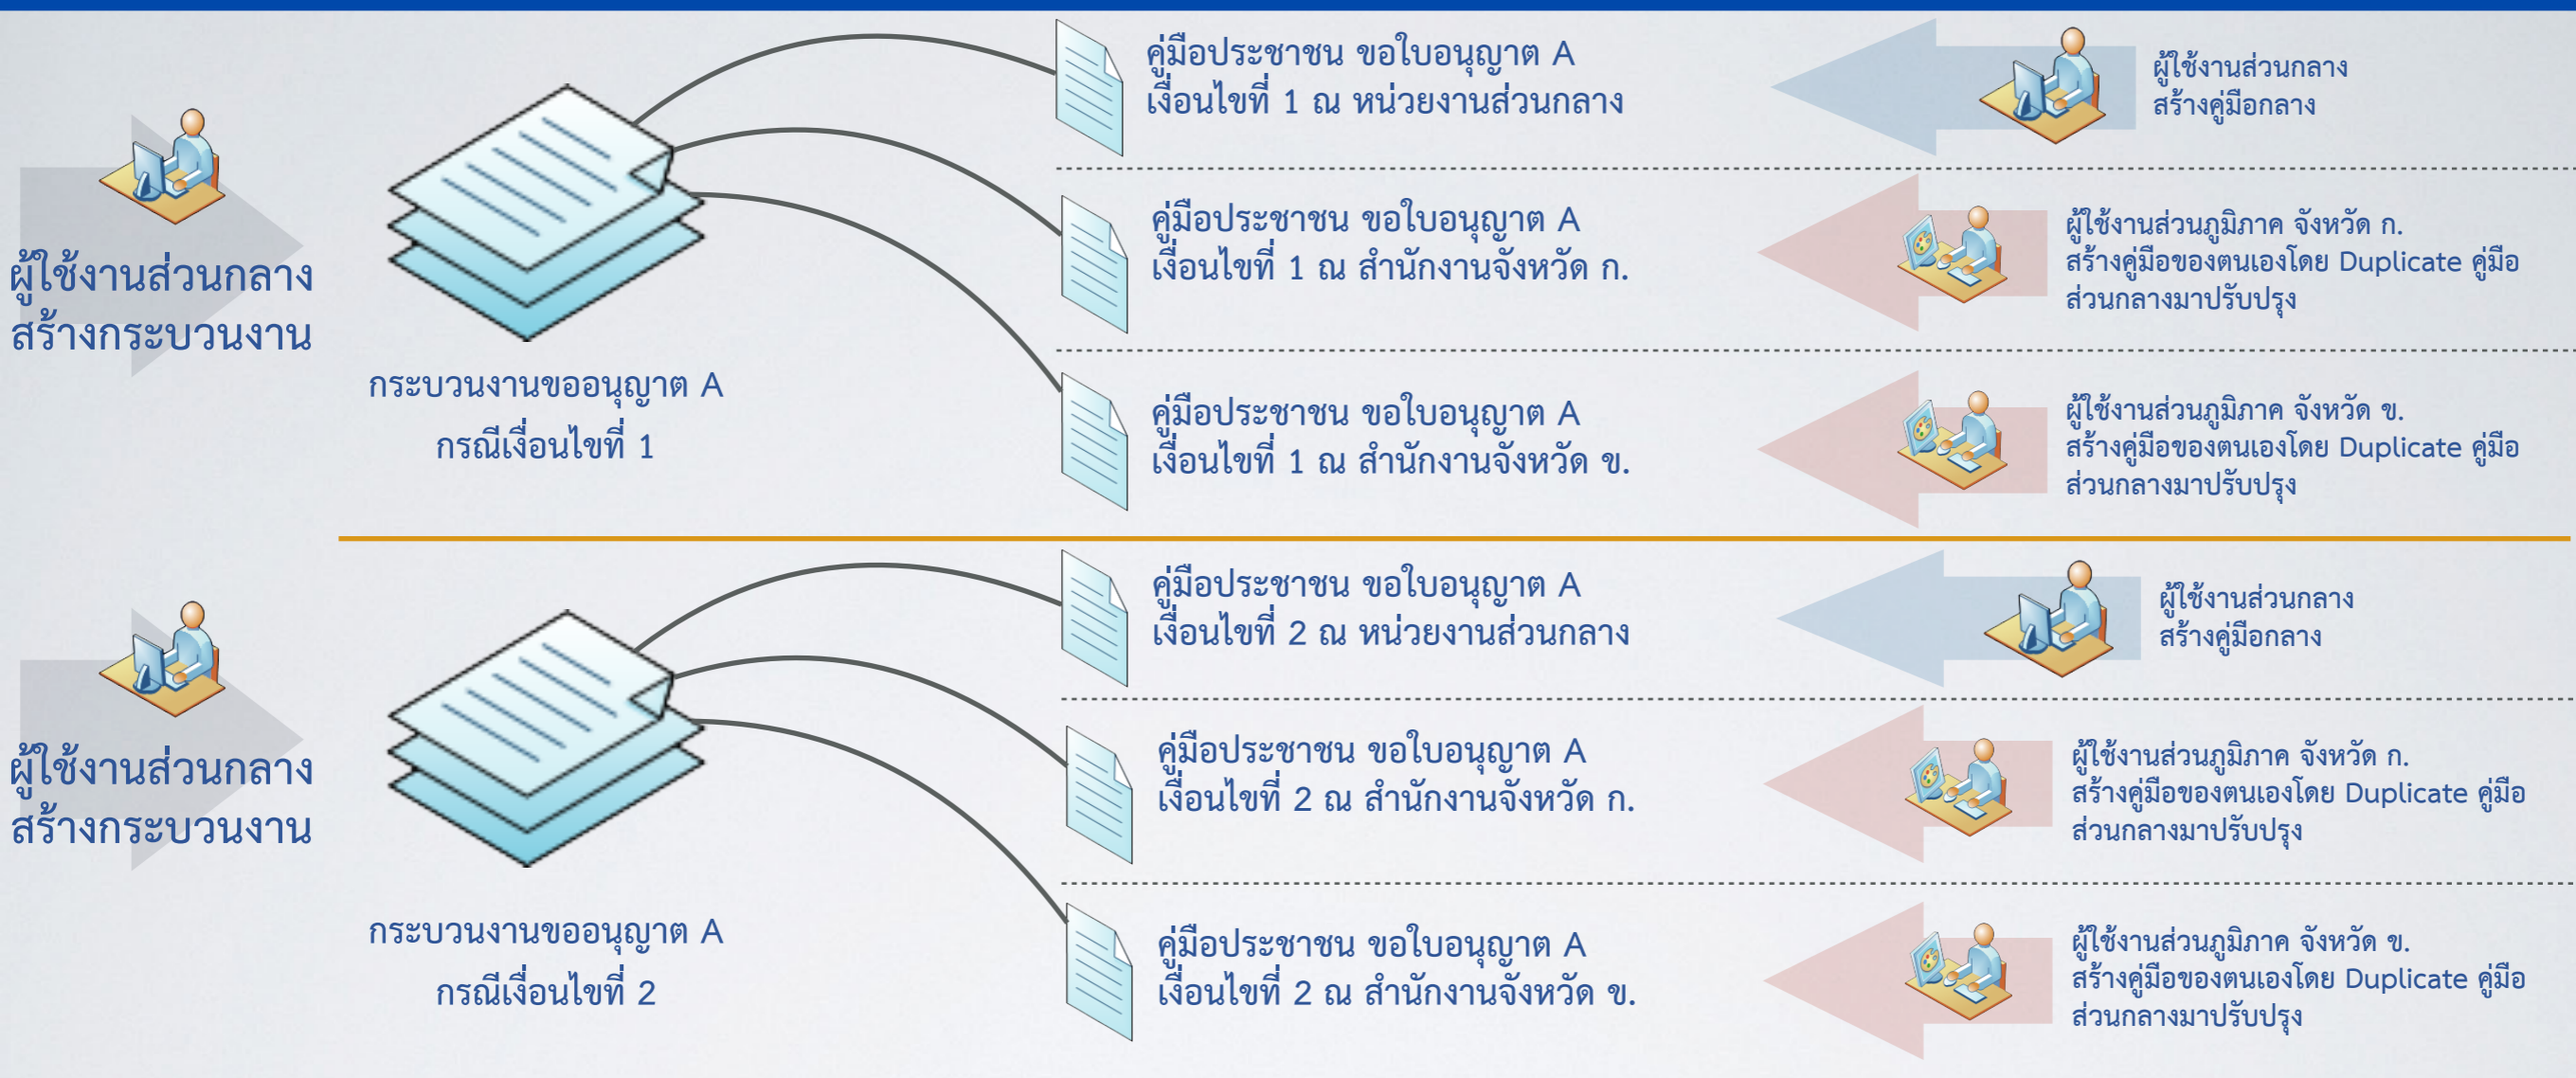 ผู้ใช้งานส่วนกลาง
สร้างกระบวนงาน
กระบวนงานขออนุญาต A
กรณีเงื่อนไขที่ 1
คู่มือประชาชน ขอใบอนุญาต A
เงื่อนไขที่ 1 ณ หน่วยงานส่วนกลาง
ผู้ใช้งานส่วนกลาง
สร้างคู่มือกลาง
คู่มือประชาชน ขอใบอนุญาต A
เงื่อนไขที่ 1 ณ สำนักงานจังหวัด ก.
ผู้ใช้งานส่วนภูมิภาค จังหวัด ก.
สร้างคู่มือของตนเองโดย Duplicate คู่มือ
ส่วนกลางมาปรับปรุง
คู่มือประชาชน ขอใบอนุญาต A
เงื่อนไขที่ 1 ณ สำนักงานจังหวัด ข.
ผู้ใช้งานส่วนภูมิภาค จังหวัด ข.
สร้างคู่มือของตนเองโดย Duplicate คู่มือ
ส่วนกลางมาปรับปรุง
ผู้ใช้งานส่วนกลาง
สร้างกระบวนงาน
กระบวนงานขออนุญาต A
กรณีเงื่อนไขที่ 2
คู่มือประชาชน ขอใบอนุญาต A
เงื่อนไขที่ 2 ณ หน่วยงานส่วนกลาง
ผู้ใช้งานส่วนกลาง
สร้างคู่มือกลาง
คู่มือประชาชน ขอใบอนุญาต A
เงื่อนไขที่ 2 ณ สำนักงานจังหวัด ก.
ผู้ใช้งานส่วนภูมิภาค จังหวัด ก.
สร้างคู่มือของตนเองโดย Duplicate คู่มือ
ส่วนกลางมาปรับปรุง
คู่มือประชาชน ขอใบอนุญาต A
เงื่อนไขที่ 2 ณ สำนักงานจังหวัด ข.
ผู้ใช้งานส่วนภูมิภาค จังหวัด ข.
สร้างคู่มือของตนเองโดย Duplicate คู่มือ
ส่วนกลางมาปรับปรุง